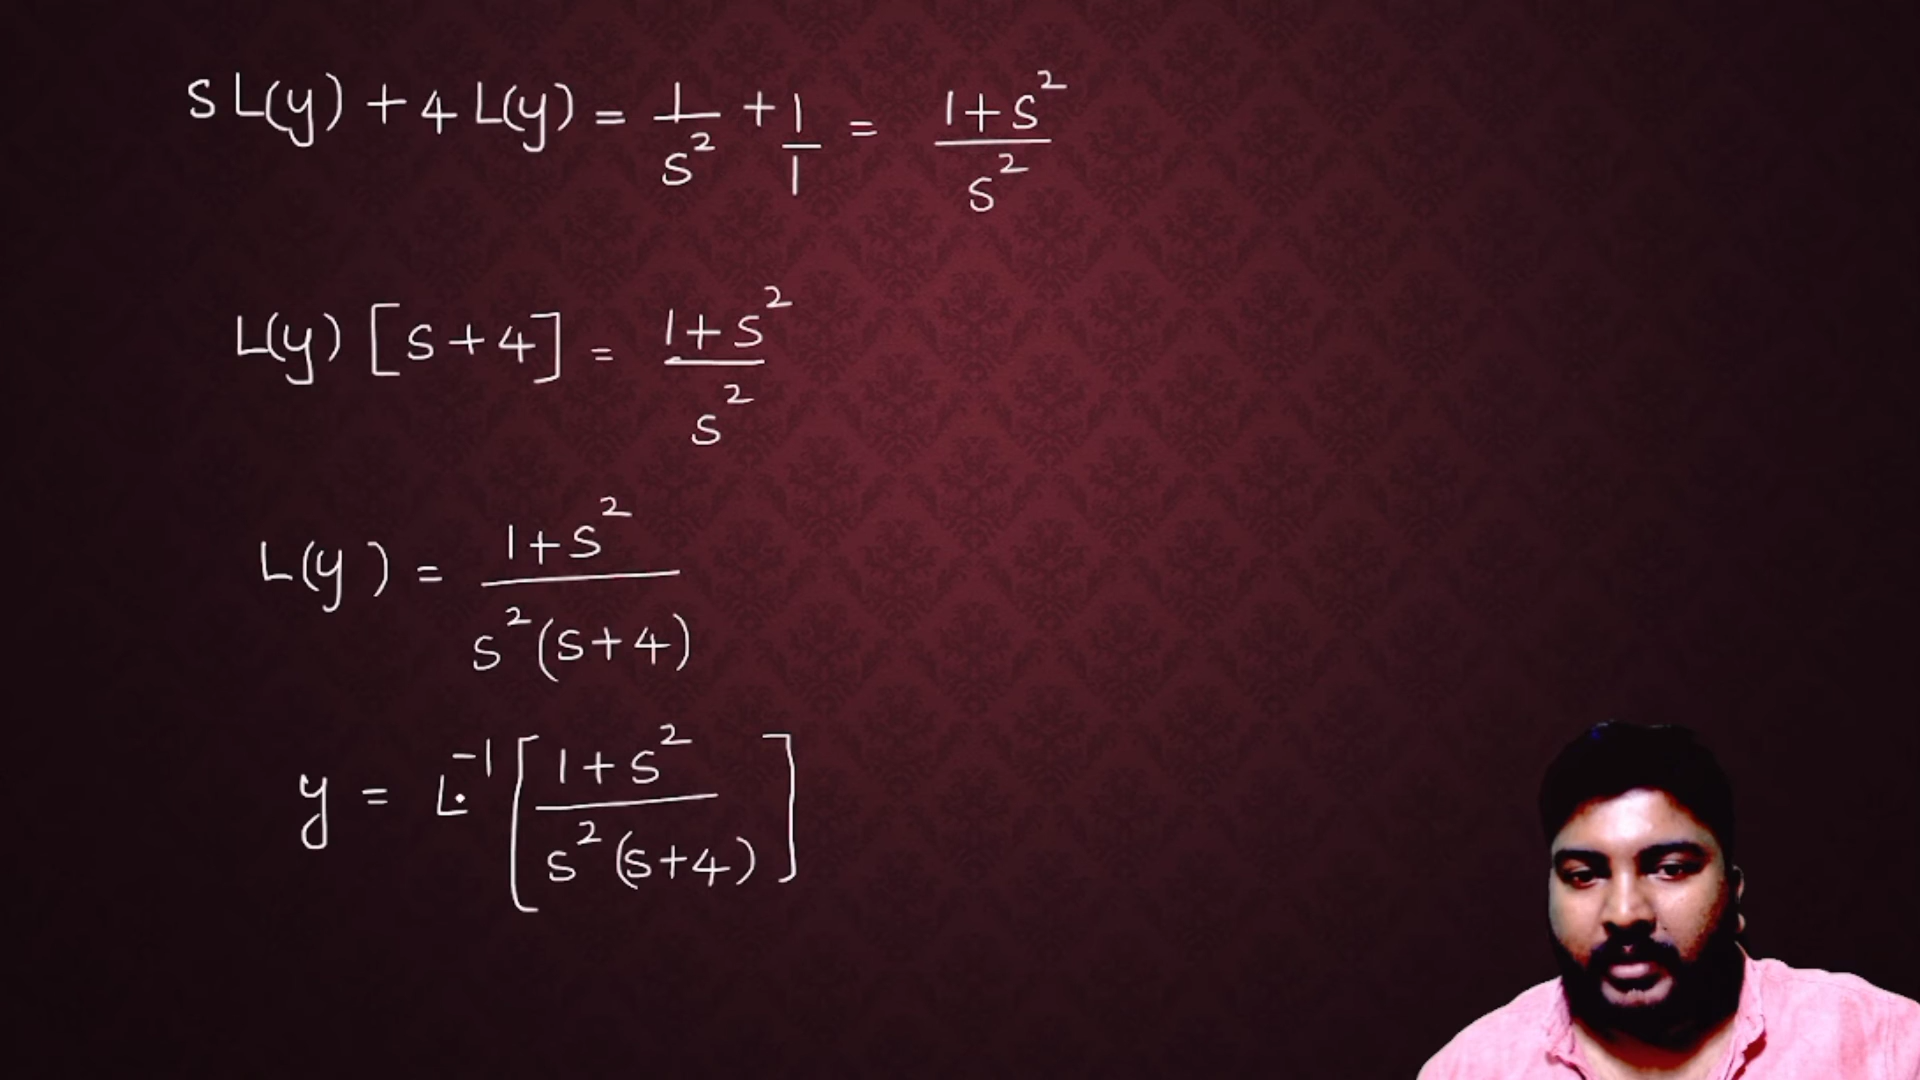 S L(y) + 4 L(y) = 1/s² + 1/1 = (1+s²)/s²
L(y) [s+4] = (1+s²)/s²
L(y) = (1+s²)/(s²(s+4))
y = L⁻¹[(1+s²)/(s²(s+4))]